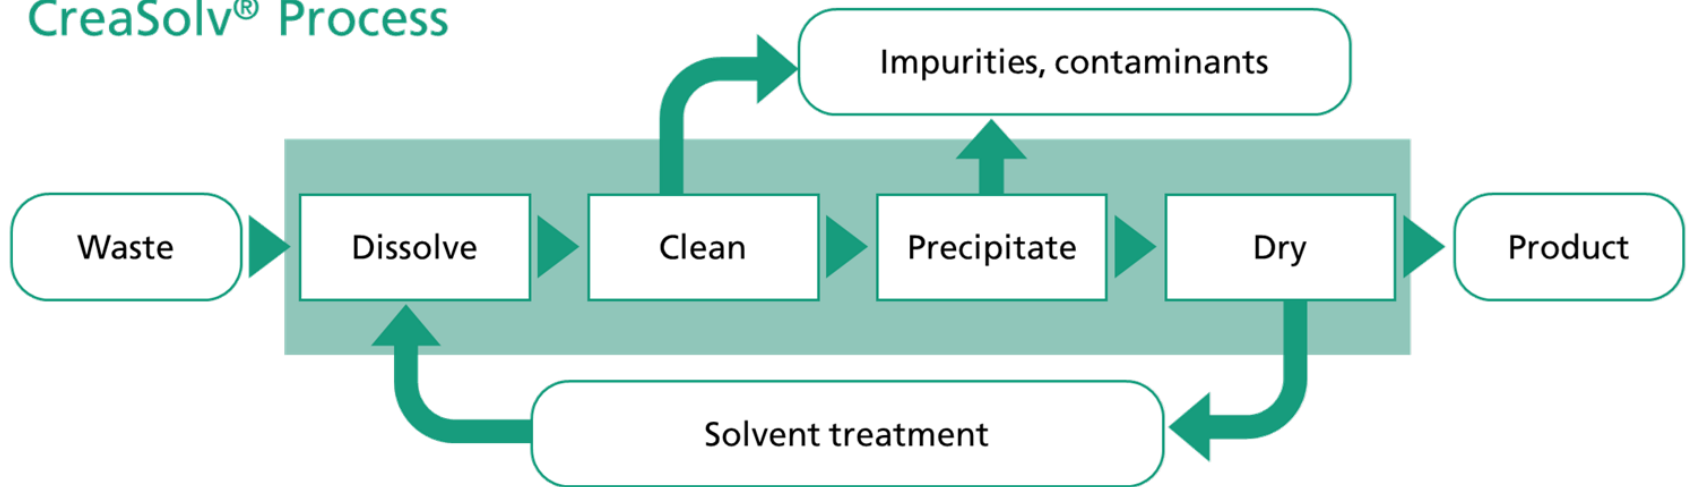 CreaSolv® Process
Impurities, contaminants
Waste
Dissolve
Clean
Precipitate
Dry
Product
Solvent treatment